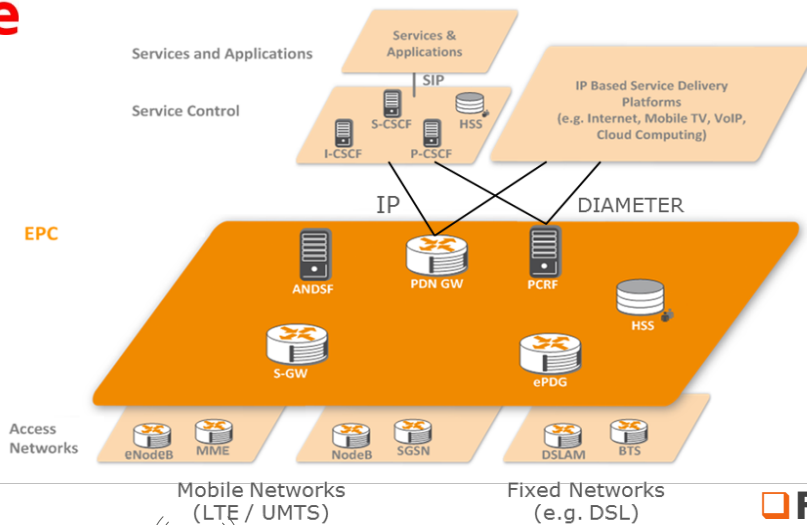 e
Services and Applications
Services &
Applications
SIP
Service Control
S-CSCF
HSS
I-CSCF
P-CSCF
IP Based Service Delivery
Platforms
(e.g. Internet, Mobile TV, VoIP,
Cloud Computing)
IP
DIAMETER
EPC
ANDSF
PDN GW
PCRF
HSS
S-GW
ePDG
Access
Networks
eNodeB
MME
NodeB
SGSN
DSLAM
BTS
Mobile Networks
(LTE / UMTS)
Fixed Networks
(e.g. DSL)
F